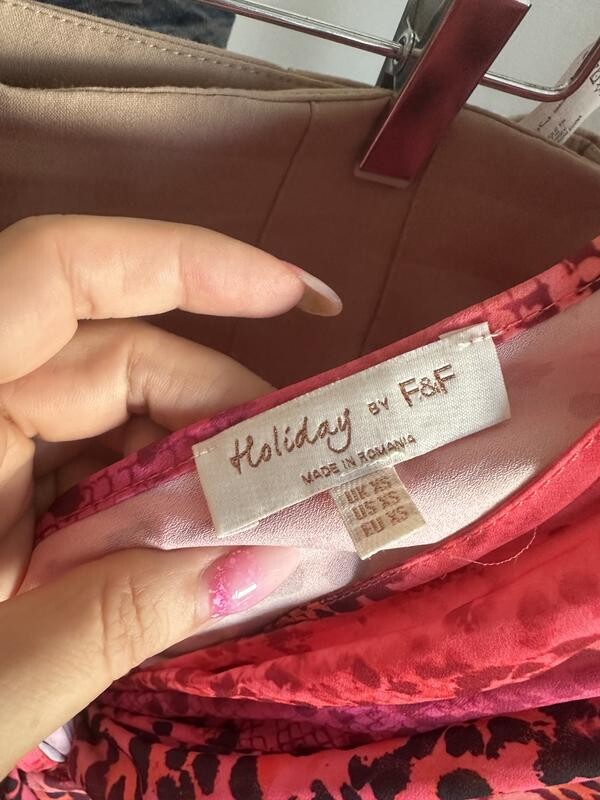 Holiday BY F&F
MADE IN ROMANIA
UK XS
US XS
EU XS